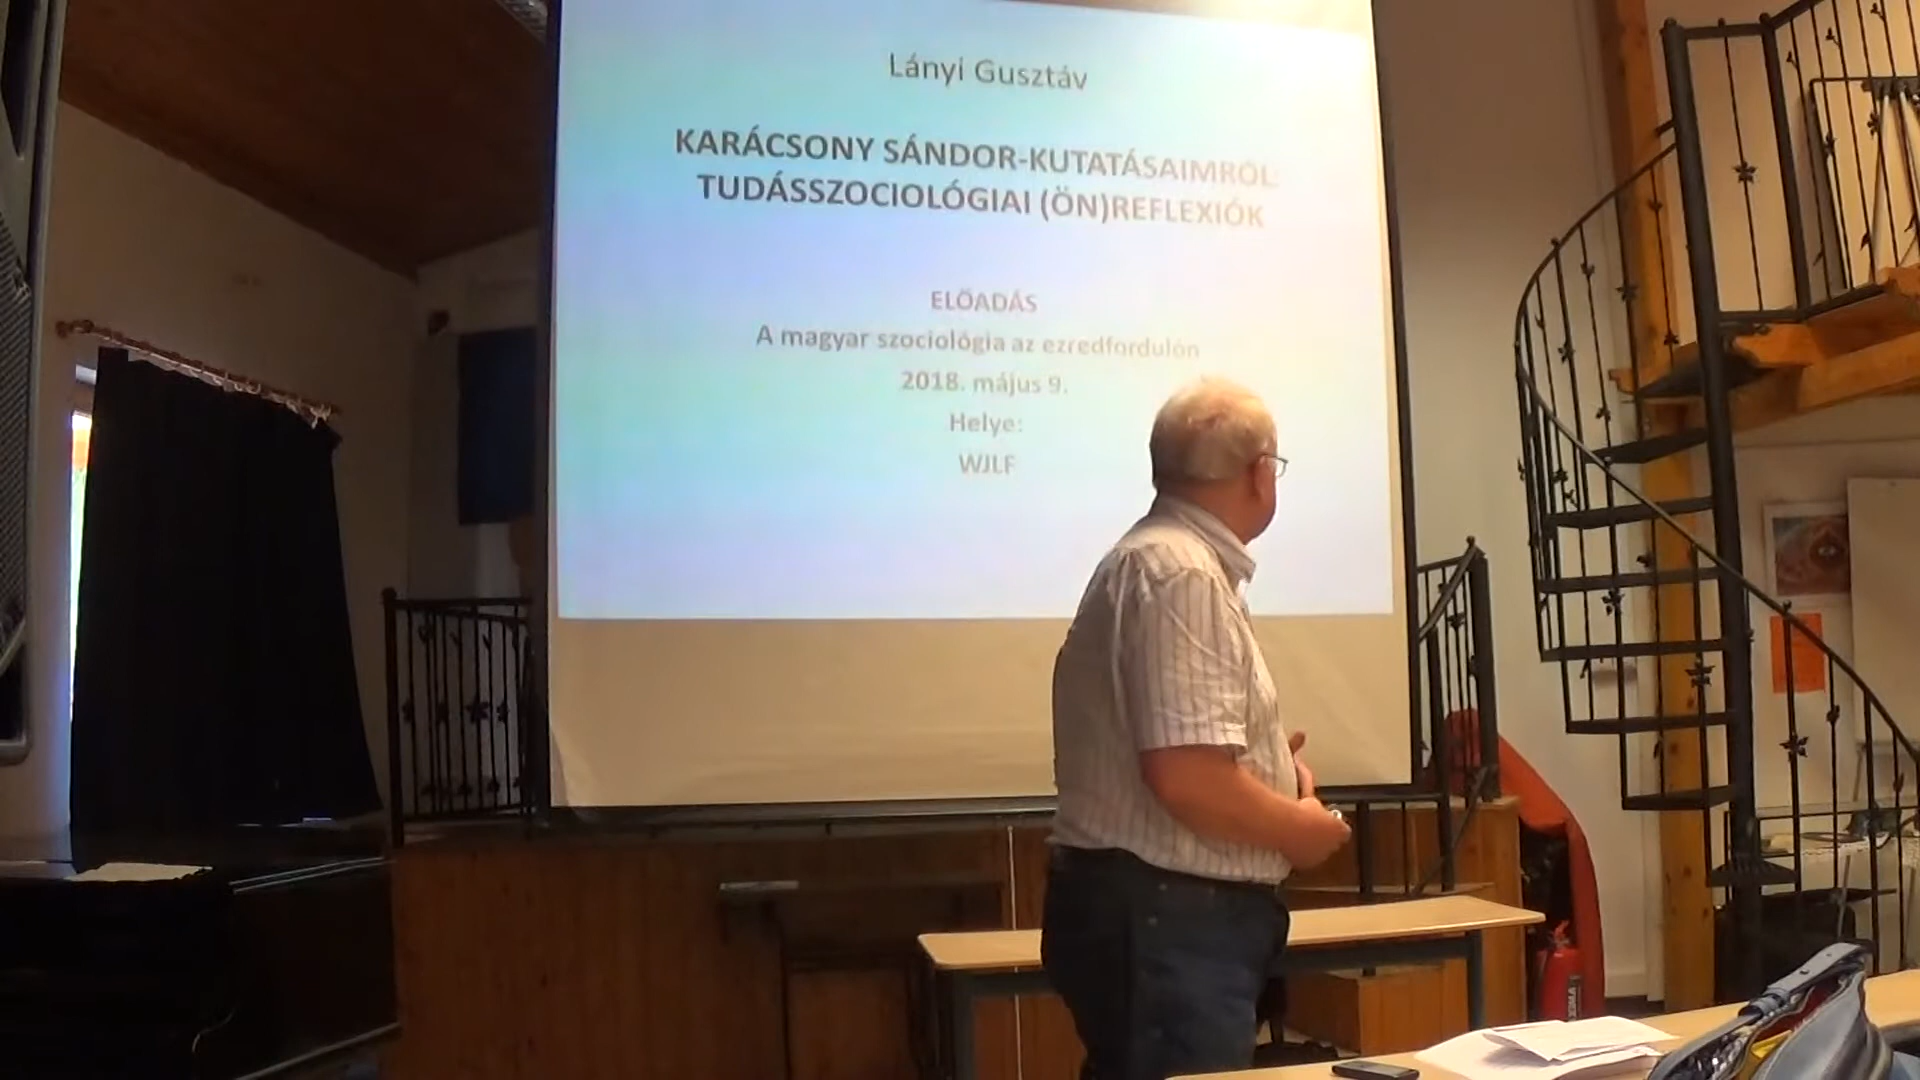 Lányi Gusztáv
KARÁCSONY SÁNDOR-KUTATÁSAIMRÓL:
TUDÁSSZOCIOLÓGIAI (ÖN)REFLEXIÓK
ELŐADÁS
A magyar szociológia az ezredfordulón
2018. május 9.
Helye:
WJLF